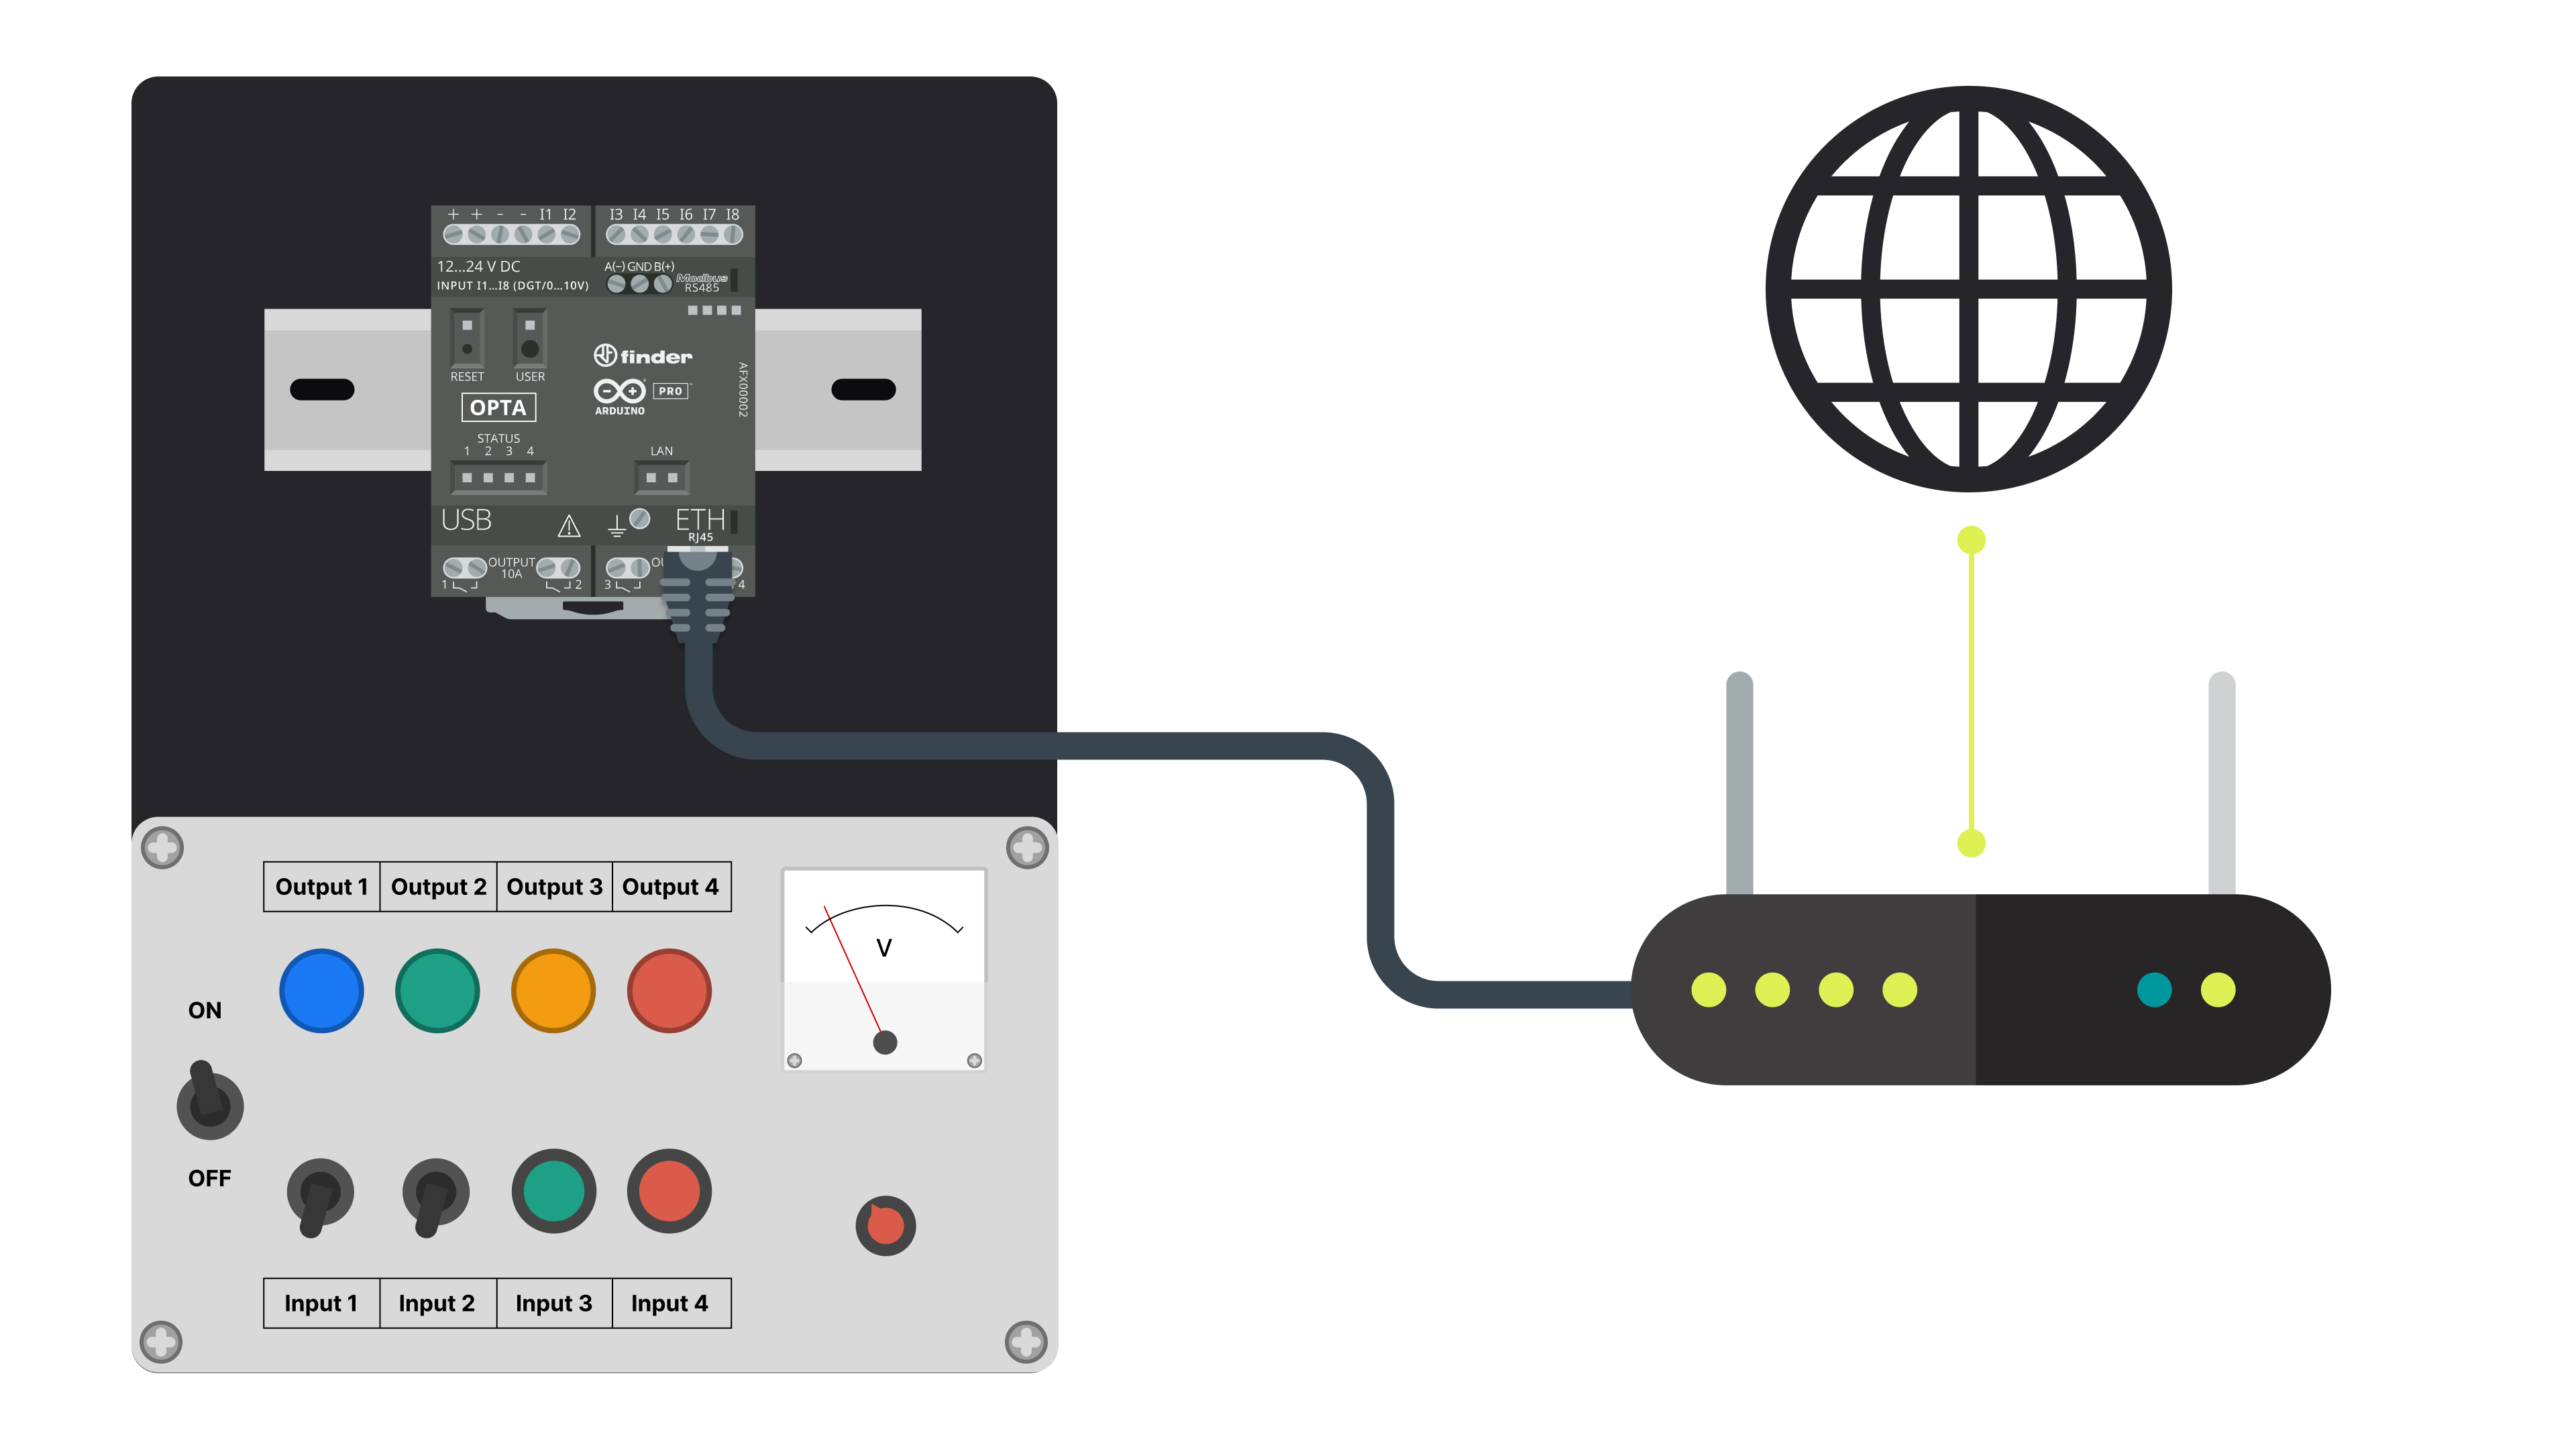 + + - - I1 I2
I3 I4 I5 I6 I7 I8
12...24 V DC
INPUT I1...I8 (DGT/0...10V)
A(-) GND B(+)
Modbus
RS485
RESET
USER
finder
ARDUINO
PRO
AFX00002
OPTA
STATUS
1 2 3 4
LAN
USB
ETH
RJ45
OUTPUT
10A
1
2
3
OU
4
Output 1
Output 2
Output 3
Output 4
V
ON
OFF
Input 1
Input 2
Input 3
Input 4